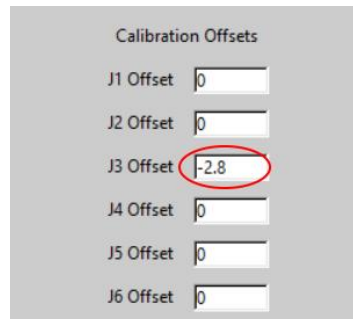 Calibration Offsets
J1 Offset 0
J2 Offset 0
J3 Offset -2.8
J4 Offset 0
J5 Offset 0
J6 Offset 0